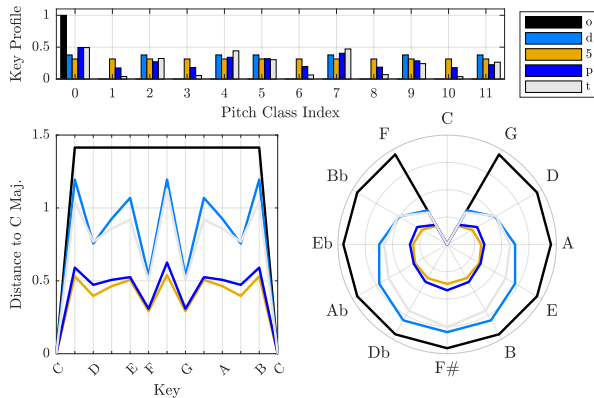 Key Profile
1
0.5
0
0 1 2 3 4 5 6 7 8 9 10 11
Pitch Class Index
o
d
5
p
t
Distance to C Maj.
1.5
1
0.5
0
C D E F G A B C
Key
C
G
D
A
E
B
F#
Db
Ab
Eb
Bb
F